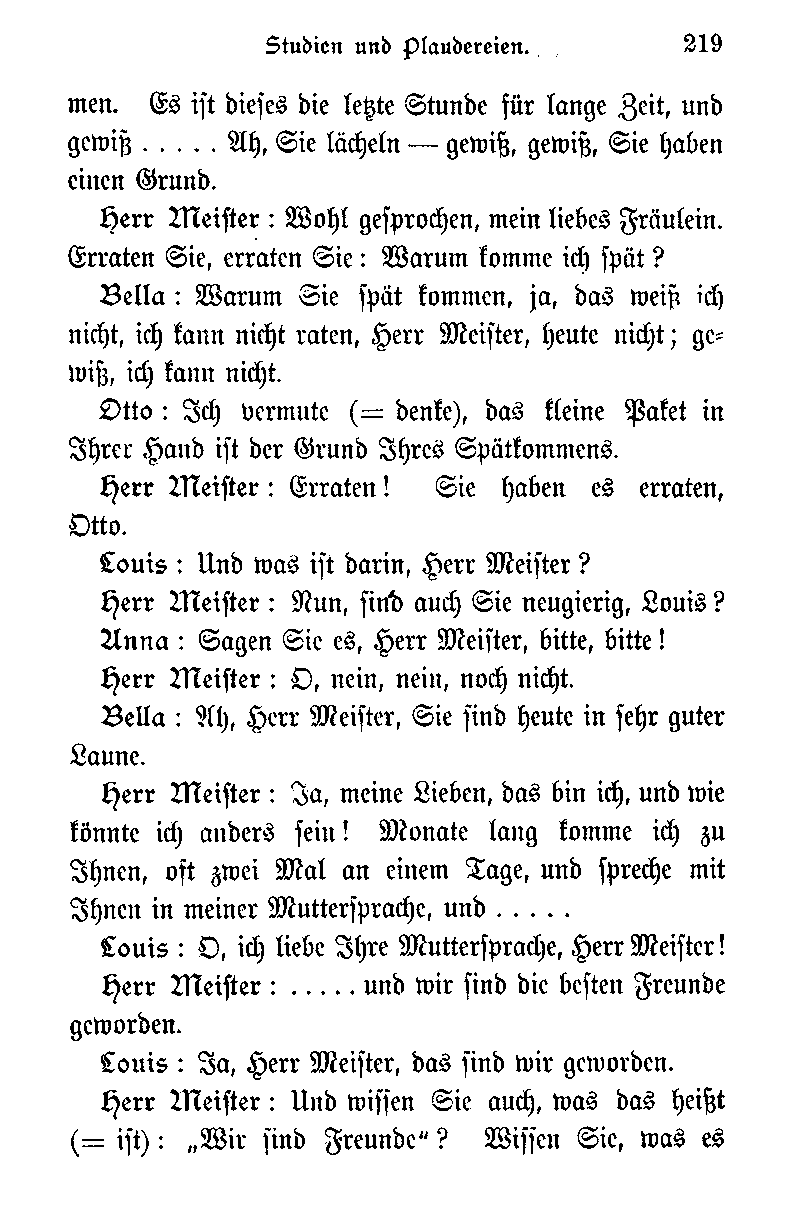 Studien und Plaudereien. 219
men. Es ist dieses die letzte Stunde für lange Zeit, und
gewiß . . . . . Ah, Sie lächeln — gewiß, gewiß, Sie haben
einen Grund.
Herr Meister : Wohl gesprochen, mein liebes Fräulein.
Erraten Sie, erraten Sie : Warum komme ich spät ?
Bella : Warum Sie spät kommen, ja, das weiß ich
nicht, ich kann nicht raten, Herr Meister, heute nicht ; ge-
wiß, ich kann nicht.
Otto : Ich vermute (= denke), das kleine Paket in
Ihrer Hand ist der Grund Ihres Spätkommens.
Herr Meister : Erraten ! Sie haben es erraten,
Otto.
Louis : Und was ist darin, Herr Meister ?
Herr Meister : Nun, sind auch Sie neugierig, Louis ?
Anna : Sagen Sie es, Herr Meister, bitte, bitte !
Herr Meister : O, nein, nein, noch nicht.
Bella : Ah, Herr Meister, Sie sind heute in sehr guter
Laune.
Herr Meister : Ja, meine Lieben, das bin ich, und wie
könnte ich anders sein ! Monate lang komme ich zu
Ihnen, oft zwei Mal an einem Tage, und spreche mit
Ihnen in meiner Muttersprache, und . . . . .
Louis : O, ich liebe Ihre Muttersprache, Herr Meister !
Herr Meister : . . . . . und wir sind die besten Freunde
geworden.
Louis : Ja, Herr Meister, das sind wir geworden.
Herr Meister : Und wissen Sie auch, was das heißt
(= ist) : „Wir sind Freunde“ ? Wissen Sie, was es